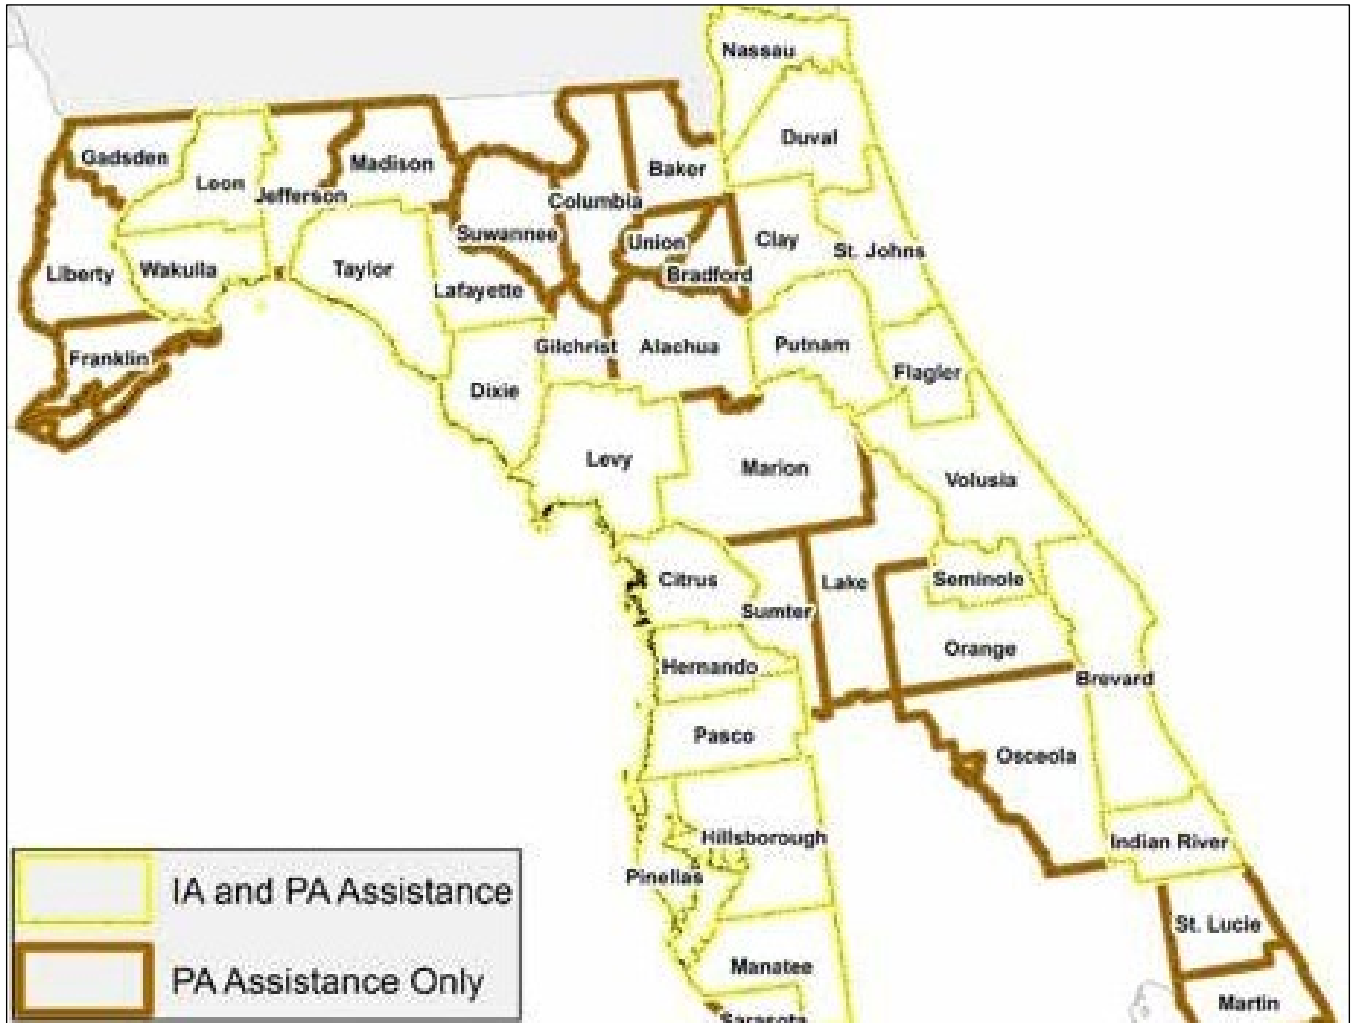 Nassau
Duval
Gadsden
Leon
Jefferson
Madison
Baker
Columbia
Suwannee
Union
Bradford
Clay
St. Johns
Liberty
Wakulla
Taylor
Lafayette
Franklin
Gilchrist
Alachua
Putnam
Flagler
Dixie
Levy
Marion
Volusia
Citrus
Sumter
Lake
Seminole
Hernando
Orange
Brevard
Pasco
Osceola
Hillsborough
Indian River
Pinellas
St. Lucie
Manatee
Martin
Sarasota
IA and PA Assistance
PA Assistance Only